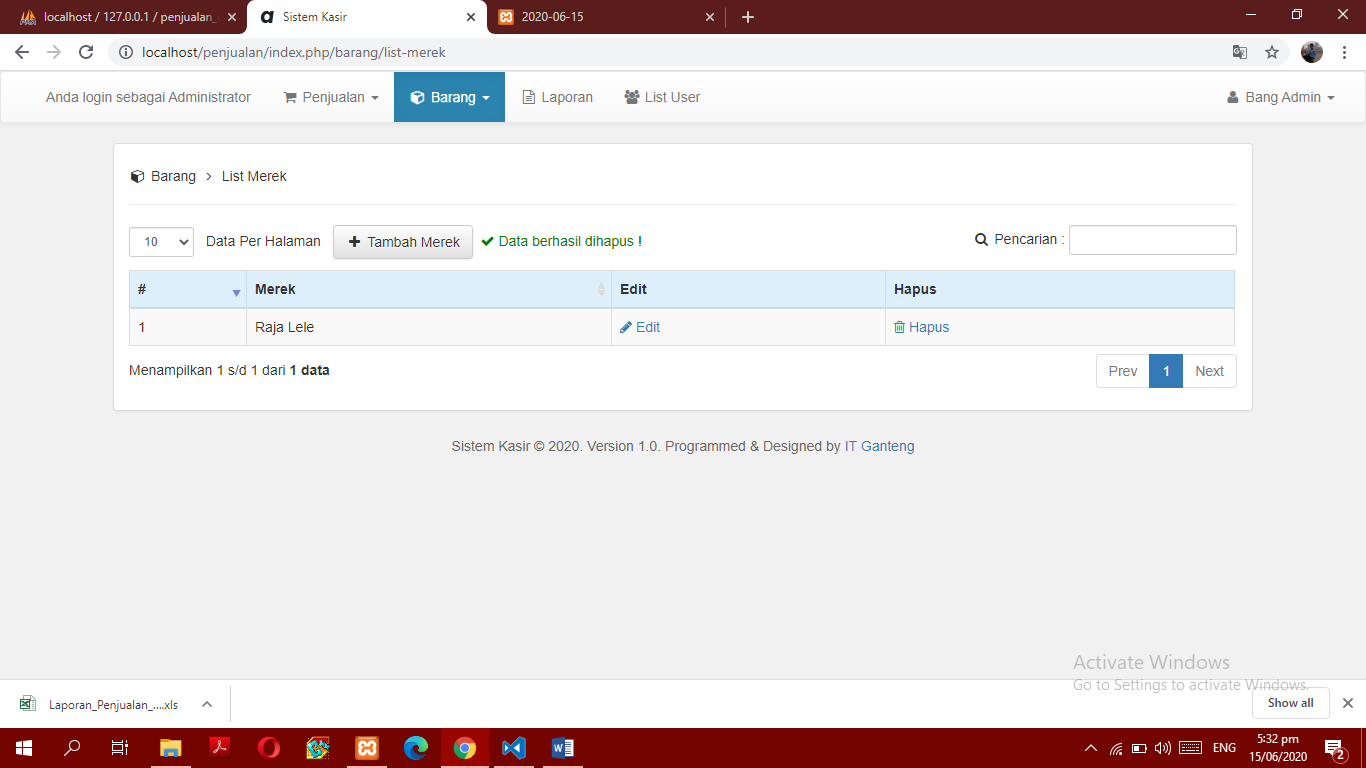 localhost / 127.0.0.1 / penjualan_
Sistem Kasir
2020-06-15
localhost/penjualan/index.php/barang/list-merek
Anda login sebagai Administrator
Penjualan
Barang
Laporan
List User
Bang Admin
Barang > List Merek
10
Data Per Halaman
Tambah Merek
Data berhasil dihapus !
Pencarian :
# Merek Edit Hapus
1 Raja Lele Edit Hapus
Menampilkan 1 s/d 1 dari 1 data
Prev 1 Next
Sistem Kasir © 2020. Version 1.0. Programmed & Designed by IT Ganteng
Activate Windows
Go to Settings to activate Windows.
Laporan_Penjualan_....xls
Show all
ENG
5:32 pm
15/06/2020
2